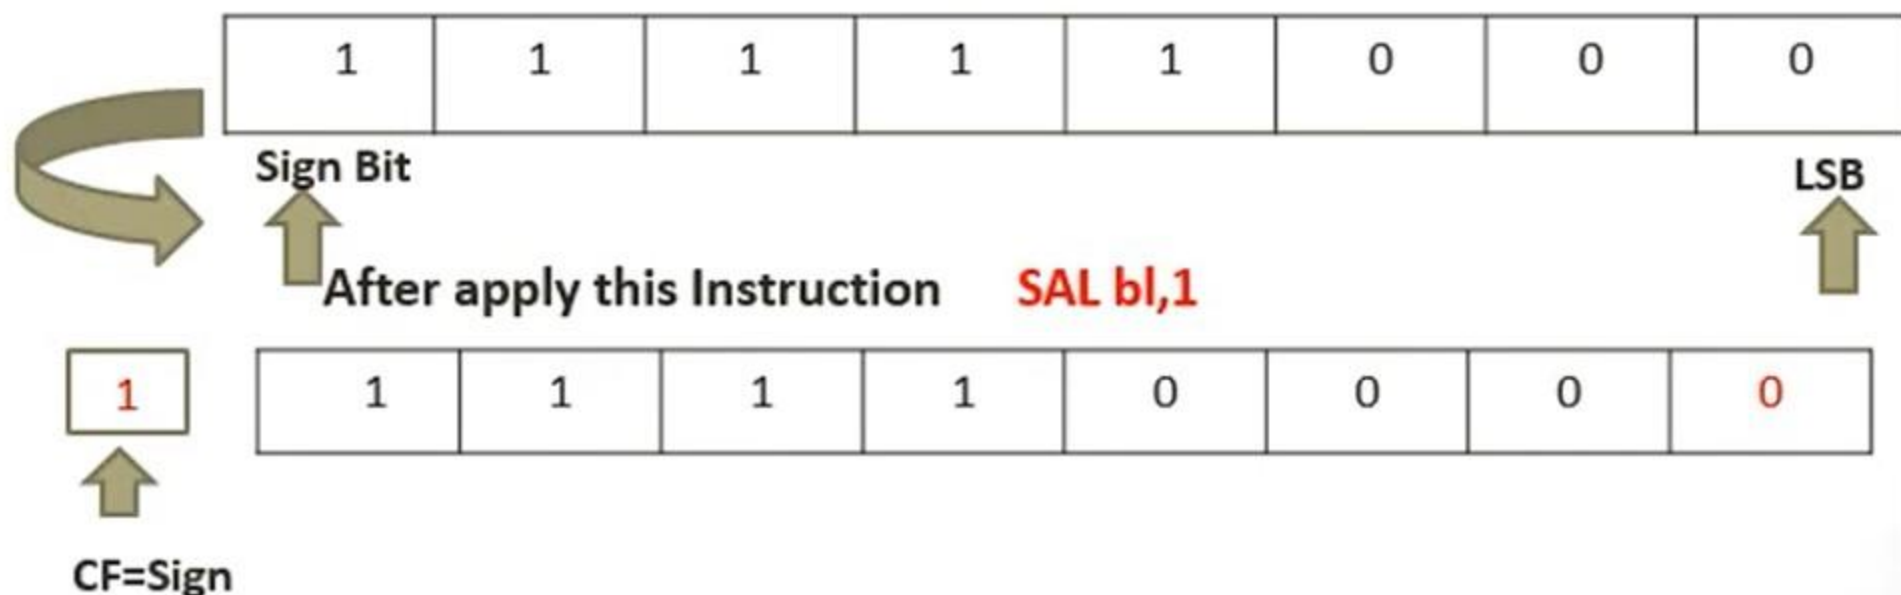 1 1 1 1 1 0 0 0
Sign Bit LSB
After apply this Instruction SAL bl,1
1 1 1 1 1 0 0 0 0
CF=Sign